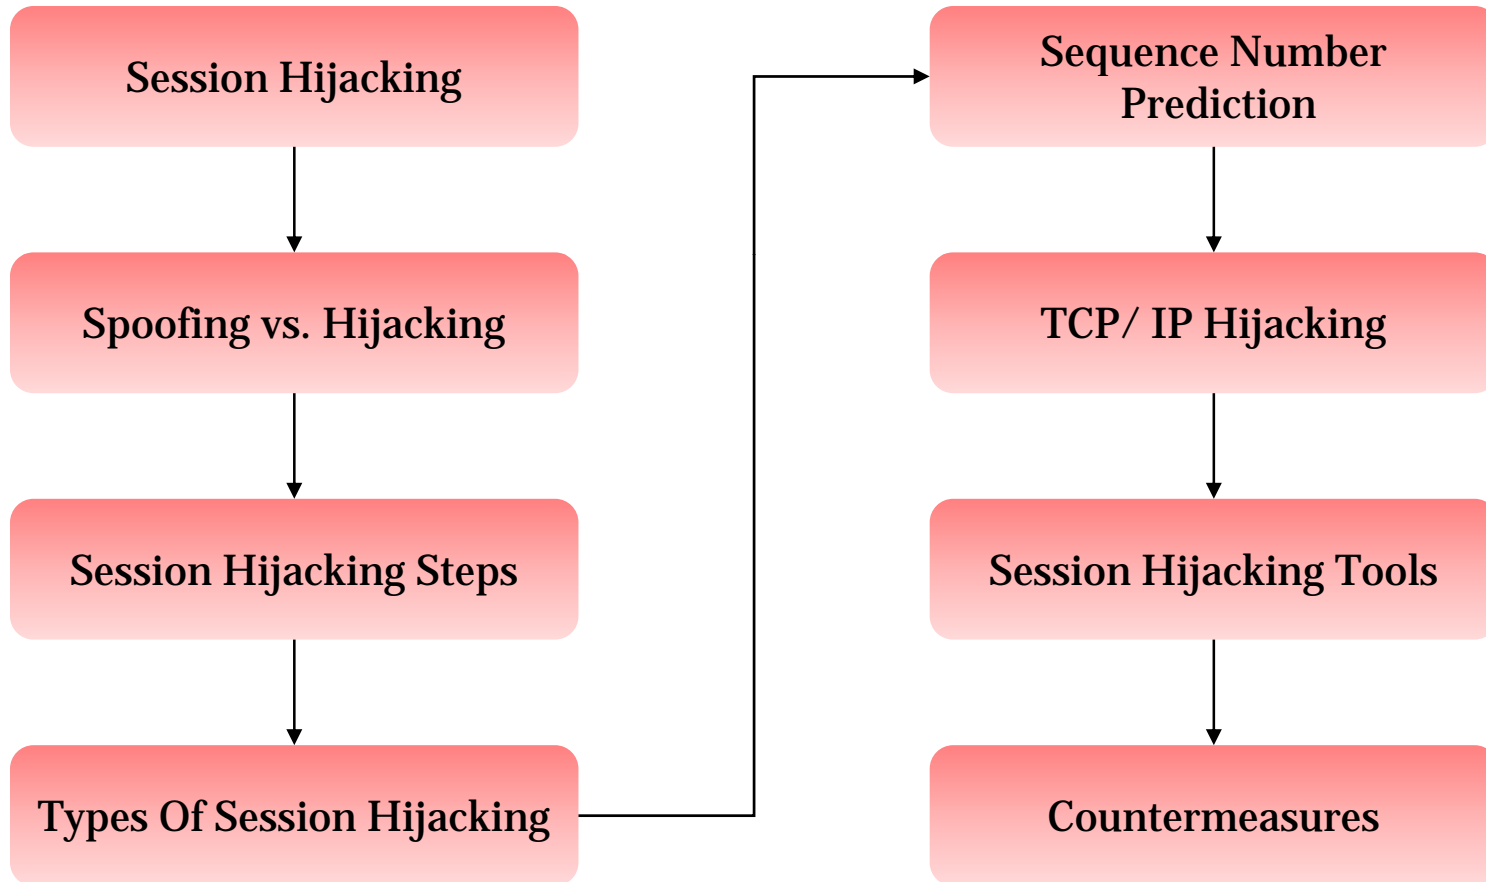 Session Hijacking
Spoofing vs. Hijacking
Session Hijacking Steps
Types Of Session Hijacking
Sequence Number
Prediction
TCP/ IP Hijacking
Session Hijacking Tools
Countermeasures